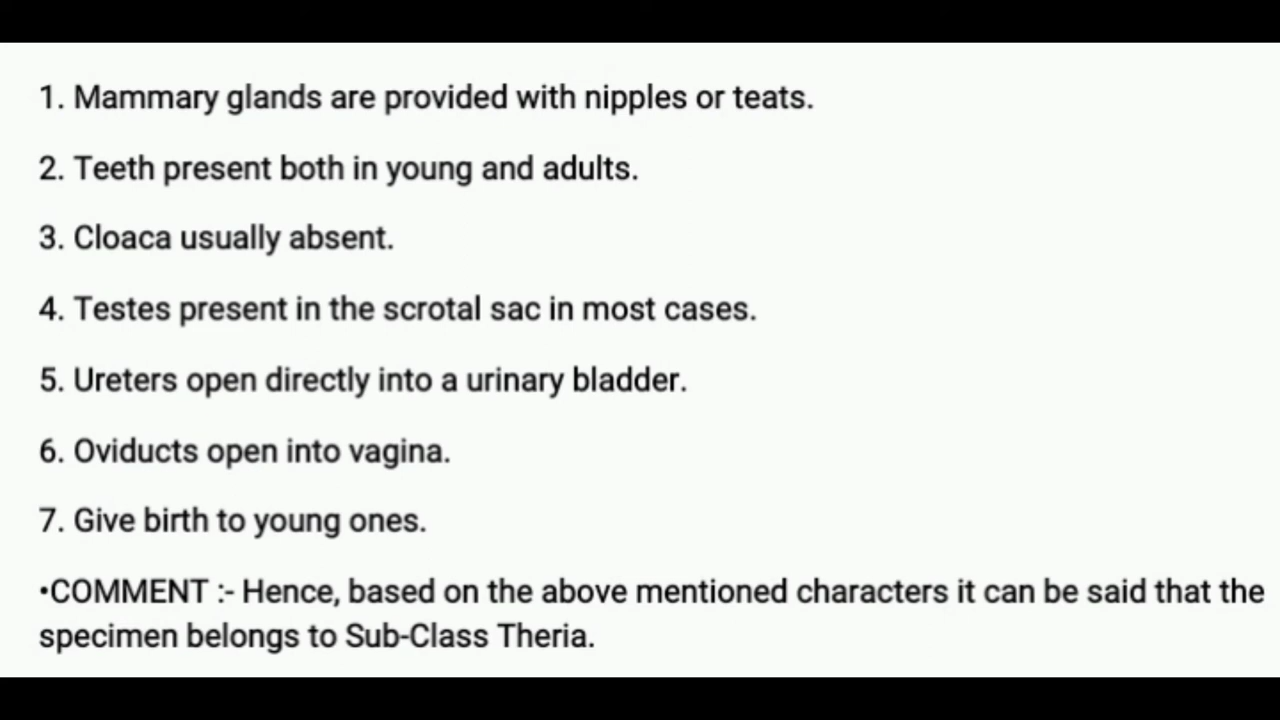 1. Mammary glands are provided with nipples or teats.
2. Teeth present both in young and adults.
3. Cloaca usually absent.
4. Testes present in the scrotal sac in most cases.
5. Ureters open directly into a urinary bladder.
6. Oviducts open into vagina.
7. Give birth to young ones.
•COMMENT :- Hence, based on the above mentioned characters it can be said that the
specimen belongs to Sub-Class Theria.